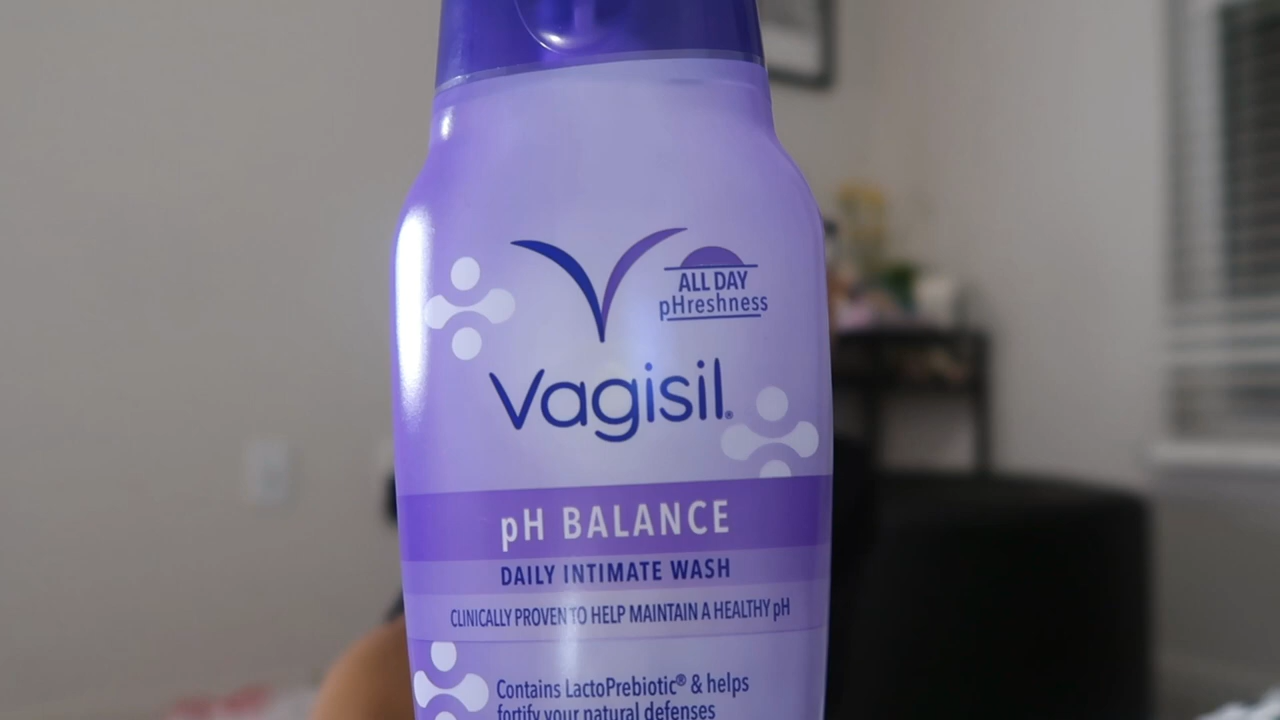 ALL DAY
pHreshness
Vagisil®
pH BALANCE
DAILY INTIMATE WASH
CLINICALLY PROVEN TO HELP MAINTAIN A HEALTHY pH
Contains LactoPrebiotic® & helps
fortify your natural defenses